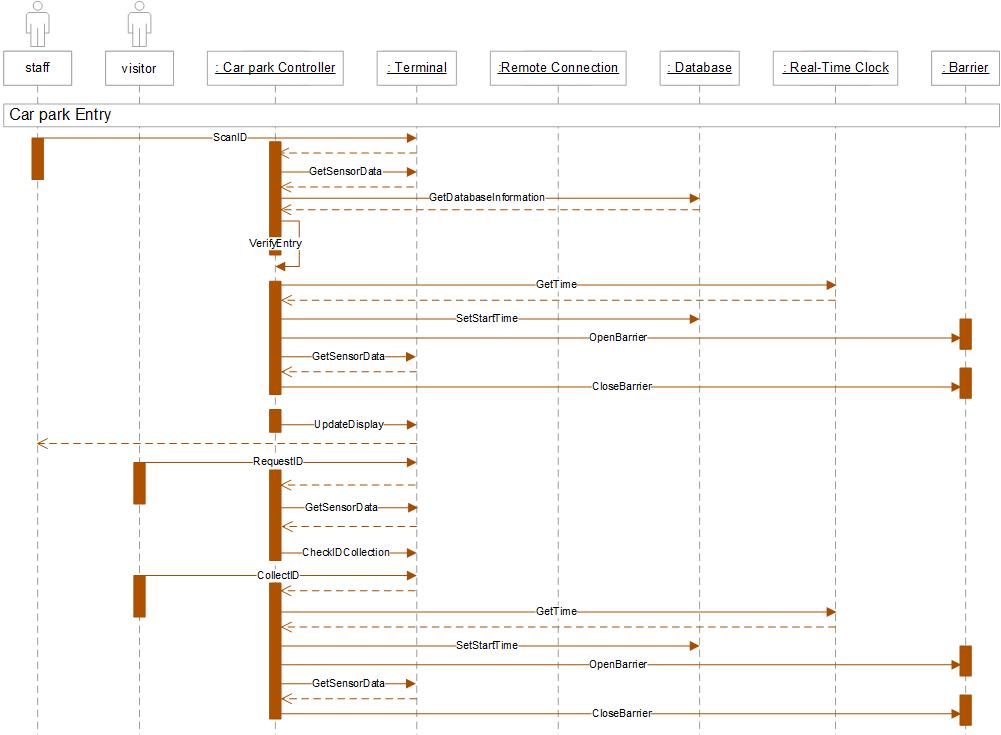 staff
visitor
: Car park Controller
: Terminal
:Remote Connection
: Database
: Real-Time Clock
: Barrier
Car park Entry
ScanID
GetSensorData
GetDatabaseInformation
VerifyEntry
GetTime
SetStartTime
OpenBarrier
GetSensorData
CloseBarrier
UpdateDisplay
RequestID
GetSensorData
CheckIDCollection
CollectID
GetTime
SetStartTime
OpenBarrier
GetSensorData
CloseBarrier